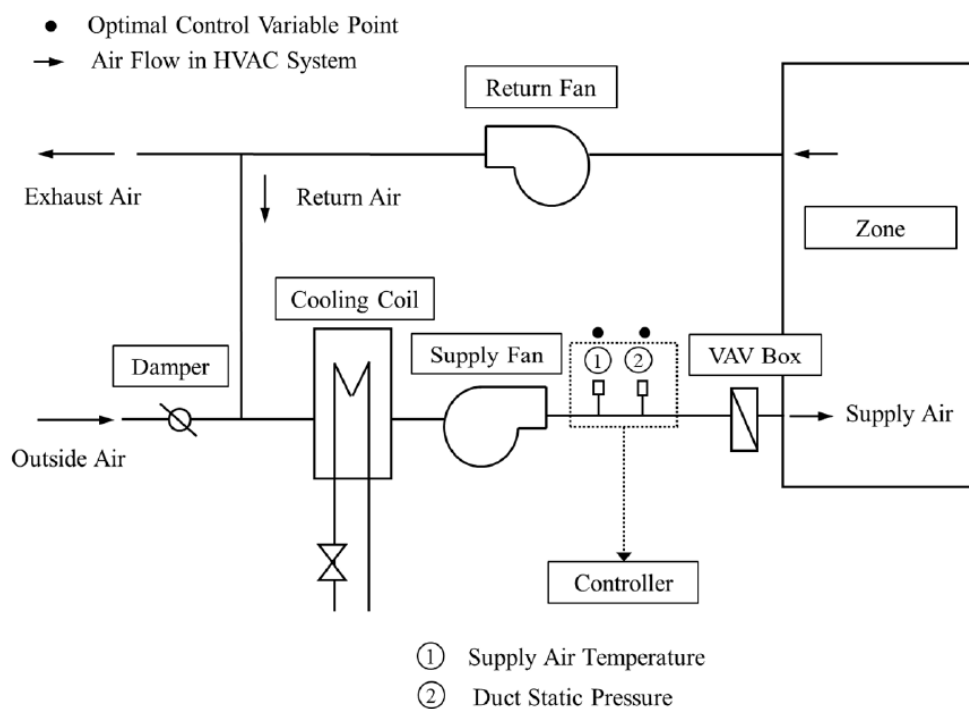 Optimal Control Variable Point
Air Flow in HVAC System
Return Fan
Exhaust Air
Return Air
Zone
Cooling Coil
Damper
Supply Fan
1
2
VAV Box
Supply Air
Outside Air
Controller
1 Supply Air Temperature
2 Duct Static Pressure